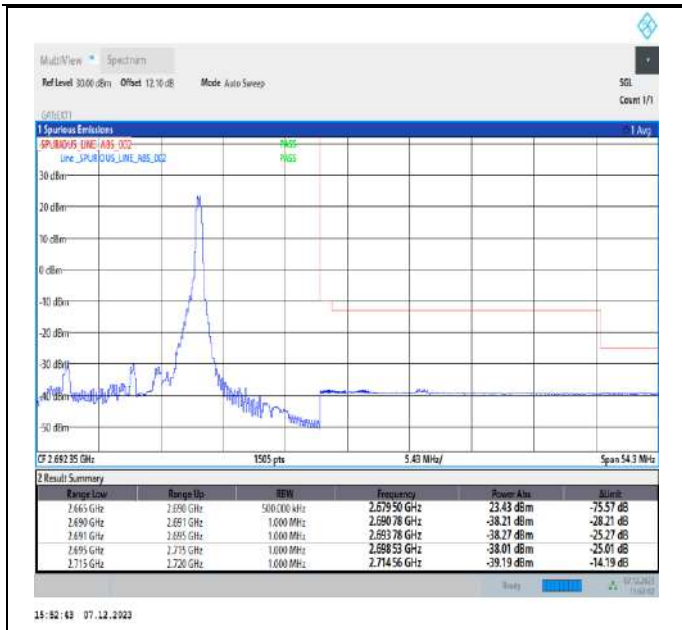 MultiView Spectrum
Ref Level 30.00 dBm Offset 12.10 dB Mode Auto Sweep SGL
Count 1/1
1 Spurious Emissions 1 Avg
SPURIOUS_LINE_ABS_002 PASS
Line _SPURIOUS_LINE_ABS_002 PASS
30 dBm
20 dBm
10 dBm
0 dBm
-10 dBm
-20 dBm
-30 dBm
-40 dBm
-50 dBm
CF 2.692 35 GHz 1505 pts 5.43 MHz/ Span 54.3 MHz
2 Result Summary
Range Low Range Up RBW Frequency Power Abs ΔLimit
2.665 GHz 2.690 GHz 500.000 kHz 2.679 50 GHz 23.43 dBm -75.57 dB
2.690 GHz 2.691 GHz 1.000 MHz 2.690 78 GHz -38.21 dBm -28.21 dB
2.691 GHz 2.695 GHz 1.000 MHz 2.693 78 GHz -38.27 dBm -25.27 dB
2.695 GHz 2.715 GHz 1.000 MHz 2.698 53 GHz -38.01 dBm -25.01 dB
2.715 GHz 2.720 GHz 1.000 MHz 2.714 56 GHz -39.19 dBm -14.19 dB
Ready 07.12.2023
15:52:43 07.12.2023